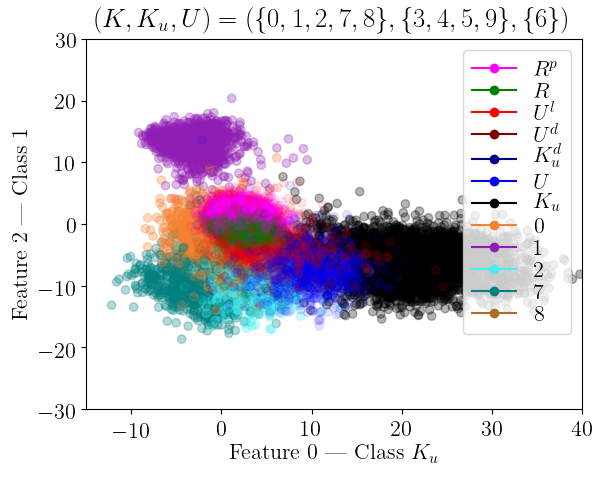 (K, K_u, U) = ({0, 1, 2, 7, 8}, {3, 4, 5, 9}, {6})
30
20
10
0
−10
−20
−30
Feature 2 — Class 1
−10
0
10
20
30
40
Feature 0 — Class K_u
R^p
R
U^l
U^d
K_u^d
U
K_u
0
1
2
7
8